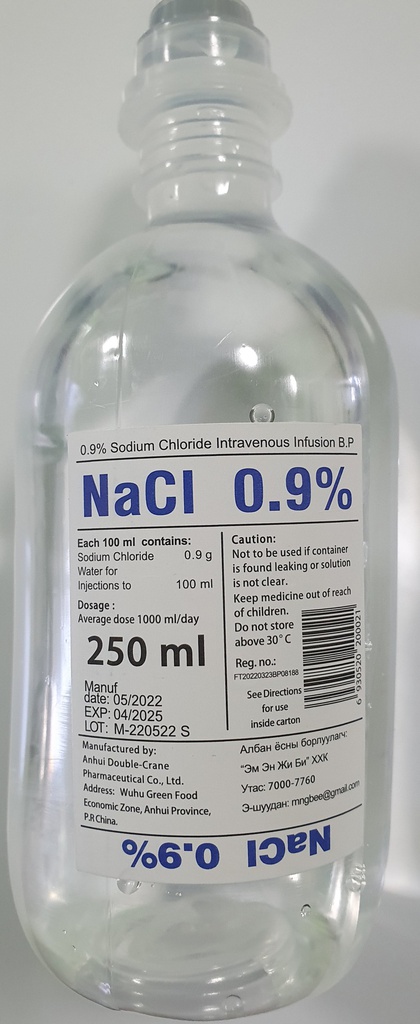 0.9% Sodium Chloride Intravenous Infusion B.P
NaCl 0.9%
Each 100 ml contains:
Sodium Chloride 0.9 g
Water for
Injections to 100 ml
Dosage :
Average dose 1000 ml/day
250 ml
Manuf
date: 05/2022
EXP: 04/2025
LOT: M-220522 S
Caution:
Not to be used if container
is found leaking or solution
is not clear.
Keep medicine out of reach
of children.
Do not store
above 30°C
Reg. no.:
FT20220323BP08188
See Directions
for use
inside carton
6 930520 200021
Manufactured by:
Anhui Double-Crane
Pharmaceutical Co., Ltd.
Address: Wuhu Green Food
Economic Zone, Anhui Province,
P.R China.
Албан ёсны борлуулагч:
"Эм Эн Жи Би" ХХК
Утас: 7000-7760
Э-шуудан: mngbee@gmail.com
NaCl 0.9%